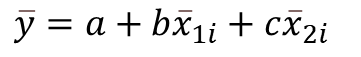 y̅ = a + bx̅₁ᵢ + cx̅₂ᵢ